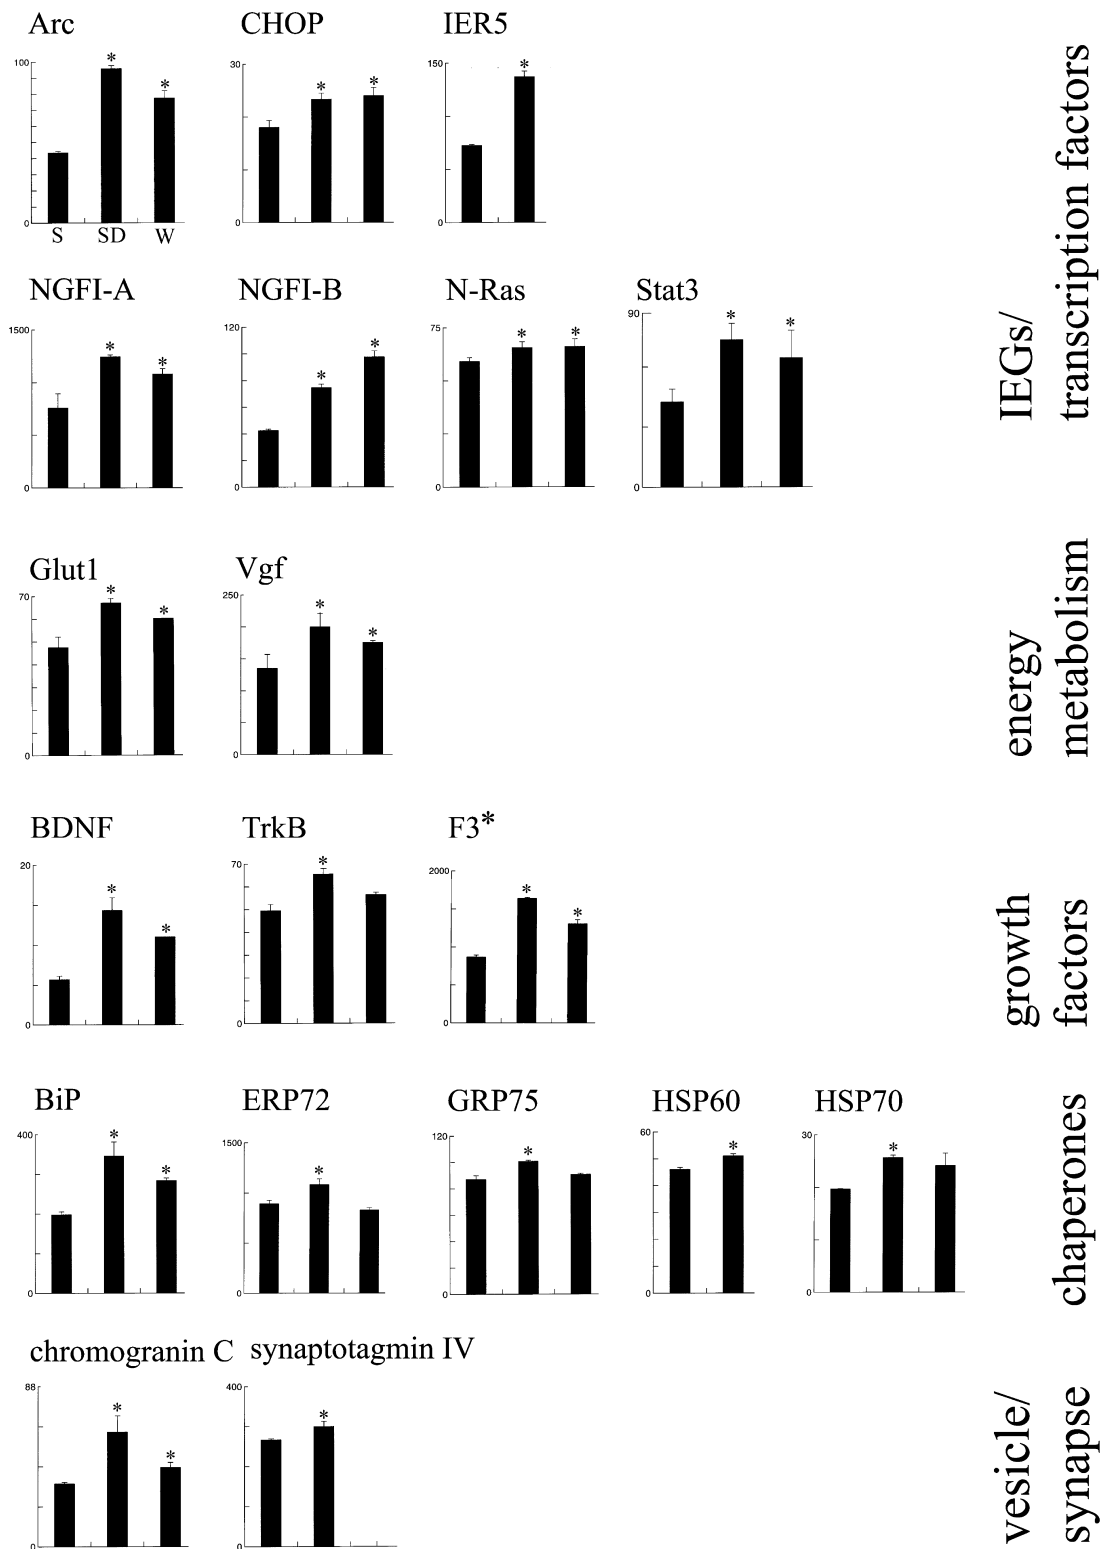 Arc
CHOP
IER5
100
0
S
SD
W
*
*
30
0
*
*
150
0
*
NGFI-A
NGFI-B
N-Ras
Stat3
1500
0
*
*
120
0
*
*
75
0
*
*
90
0
*
*
IEGs/
transcription factors
Glut1
Vgf
70
0
*
*
250
0
*
*
energy
metabolism
BDNF
TrkB
F3*
20
0
*
*
70
0
*
2000
0
*
*
growth
factors
BiP
ERP72
GRP75
HSP60
HSP70
400
0
*
*
1500
0
*
120
0
*
60
0
*
30
0
*
chaperones
chromogranin C
synaptotagmin IV
88
0
*
*
400
0
*
vesicle/
synapse